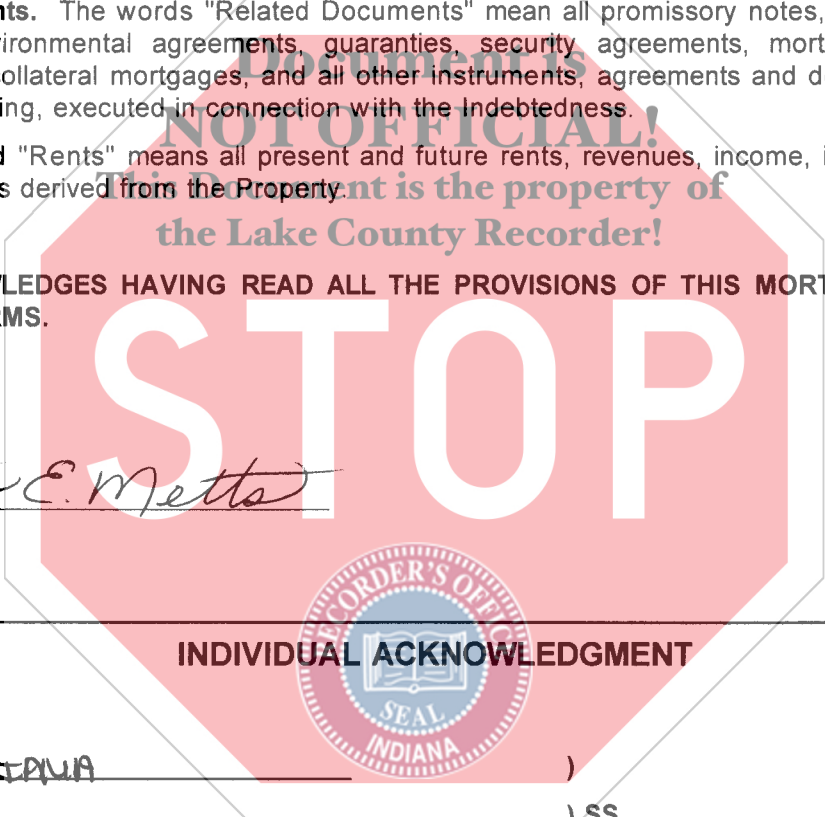 nts. The words "Related Documents" mean all promissory notes,
vironmental agreements, guaranties, security agreements, mort
ollateral mortgages, and all other instruments, agreements and d
ing, executed in connection with the Indebtedness.
Document is
NOT OFFICIAL!
d "Rents" means all present and future rents, revenues, income, i
s derived from the Property.
This Document is the property of
the Lake County Recorder!
LEDGES HAVING READ ALL THE PROVISIONS OF THIS MORT
RMS.
STOP
E. Metts
RECORDER'S OFFICE
SEAL
INDIANA
INDIVIDUAL ACKNOWLEDGMENT
)
) SS